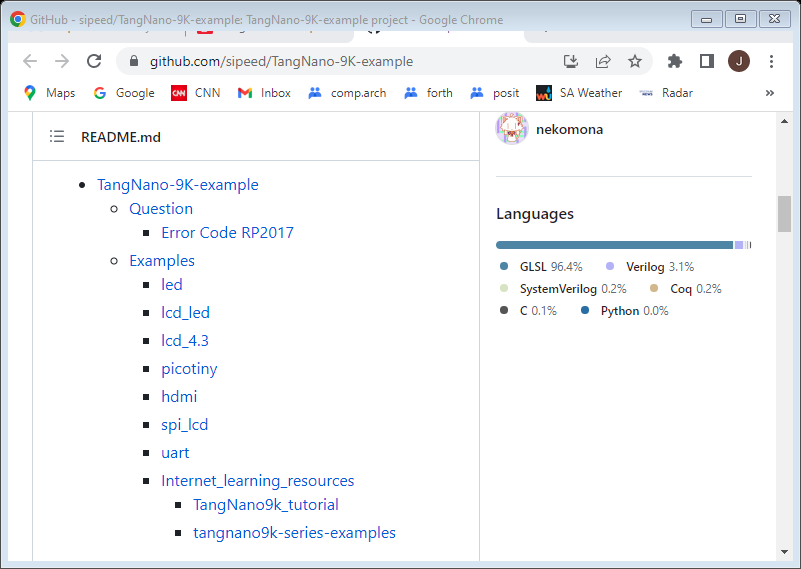 GitHub - sipeed/TangNano-9K-example: TangNano-9K-example project - Google Chrome
github.com/sipeed/TangNano-9K-example
J
Maps Google CNN Inbox comp.arch forth posit SA Weather Radar »
README.md
TangNano-9K-example
Question
Error Code RP2017
Examples
led
lcd_led
lcd_4.3
picotiny
hdmi
spi_lcd
uart
Internet_learning_resources
TangNano9k_tutorial
tangnano9k-series-examples
nekomona
Languages
GLSL 96.4% Verilog 3.1%
SystemVerilog 0.2% Coq 0.2%
C 0.1% Python 0.0%